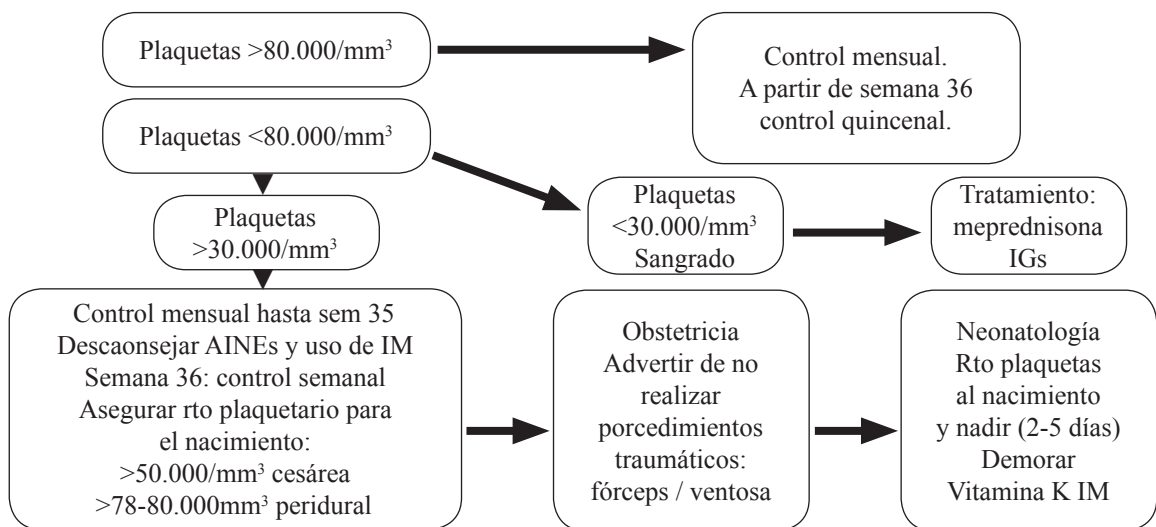 Plaquetas >80.000/mm³
Control mensual.
A partir de semana 36
control quincenal.
Plaquetas <80.000/mm³
Plaquetas
>30.000/mm³
Plaquetas
<30.000/mm³
Sangrado
Tratamiento:
meprednisona
IGs
Control mensual hasta sem 35
Descaonsejar AINEs y uso de IM
Semana 36: control semanal
Asegurar rto plaquetario para
el nacimiento:
>50.000/mm³ cesárea
>78-80.000mm³ peridural
Obstetricia
Advertir de no
realizar
porcedimientos
traumáticos:
fórceps / ventosa
Neonatología
Rto plaquetas
al nacimiento
y nadir (2-5 días)
Demorar
Vitamina K IM